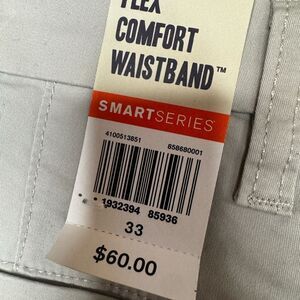 FLEX
COMFORT
WAISTBAND™
SMARTSERIES
4100513851 858680001
1932394 85936
33
$60.00